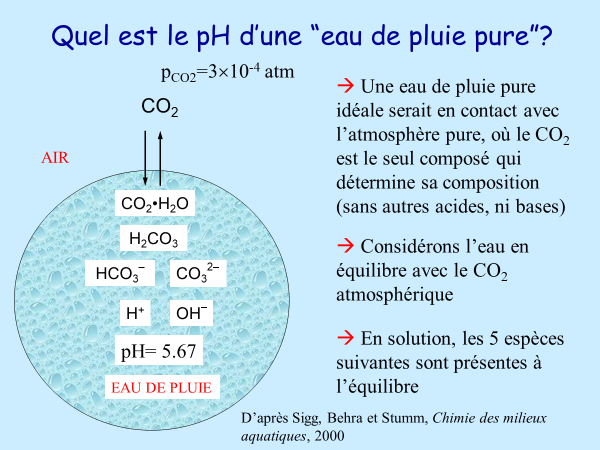 Quel est le pH d’une “eau de pluie pure”?
p_CO2=3×10⁻⁴ atm
CO₂
AIR
CO₂•H₂O
H₂CO₃
HCO₃⁻
CO₃²⁻
H⁺
OH⁻
pH= 5.67
EAU DE PLUIE
→ Une eau de pluie pure
idéale serait en contact avec
l’atmosphère pure, où le CO₂
est le seul composé qui
détermine sa composition
(sans autres acides, ni bases)
→ Considérons l’eau en
équilibre avec le CO₂
atmosphérique
→ En solution, les 5 espèces
suivantes sont présentes à
l’équilibre
D’après Sigg, Behra et Stumm, Chimie des milieux
aquatiques, 2000